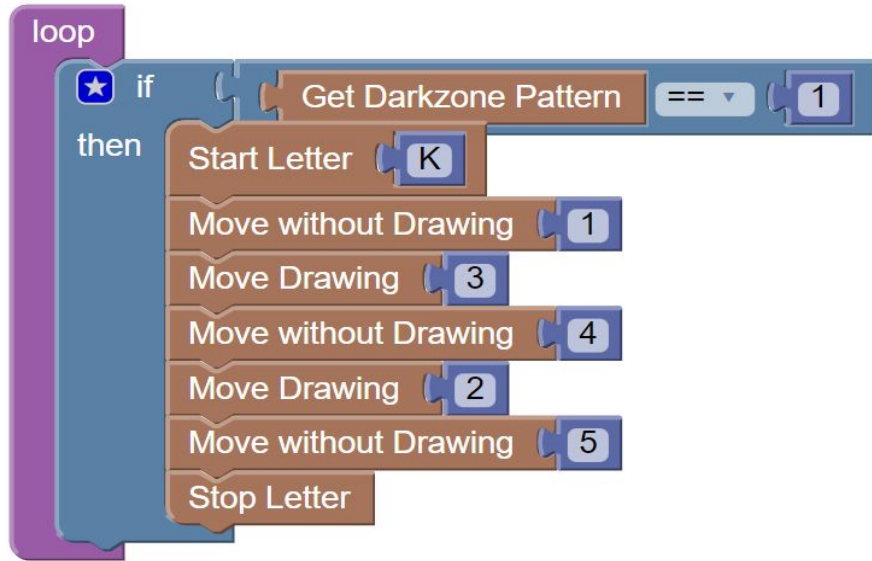 loop
if Get Darkzone Pattern == 1
then Start Letter K
Move without Drawing 1
Move Drawing 3
Move without Drawing 4
Move Drawing 2
Move without Drawing 5
Stop Letter